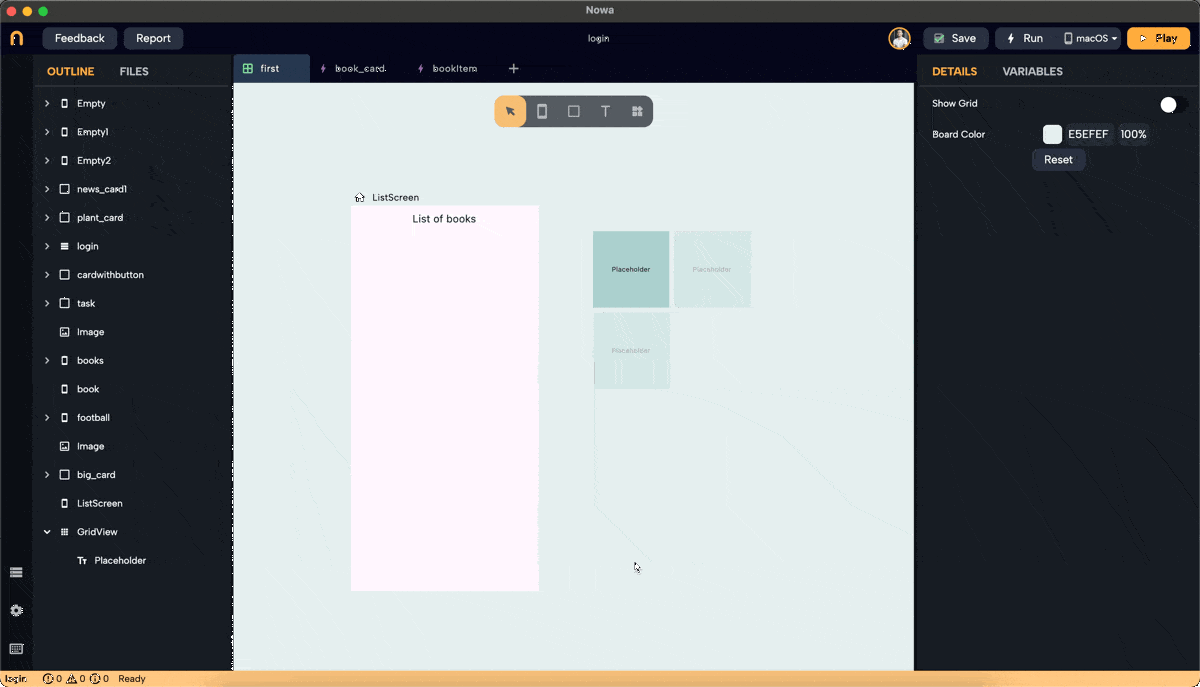 Nowa
Feedback
Report
login
Save
Run
macOS
Play
OUTLINE
FILES
first
book_card
bookItem
DETAILS
VARIABLES
Empty
Empty1
Empty2
news_card1
plant_card
login
cardwithbutton
task
Image
books
book
football
Image
big_card
ListScreen
GridView
Placeholder
ListScreen
List of books
Placeholder
Placeholder
Placeholder
Show Grid
Board Color
E5EFEF
100%
Reset
login
0
0
0
Ready